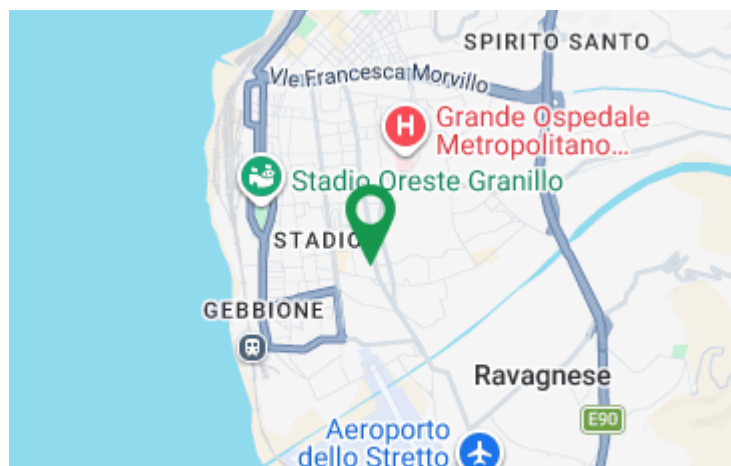 SPIRITO SANTO
Vle Francesca Morvillo
H
Grande Ospedale
Metropolitano...
Stadio Oreste Granillo
STADIO
GEBBIONE
Ravagnese
E90
Aeroporto
dello Stretto